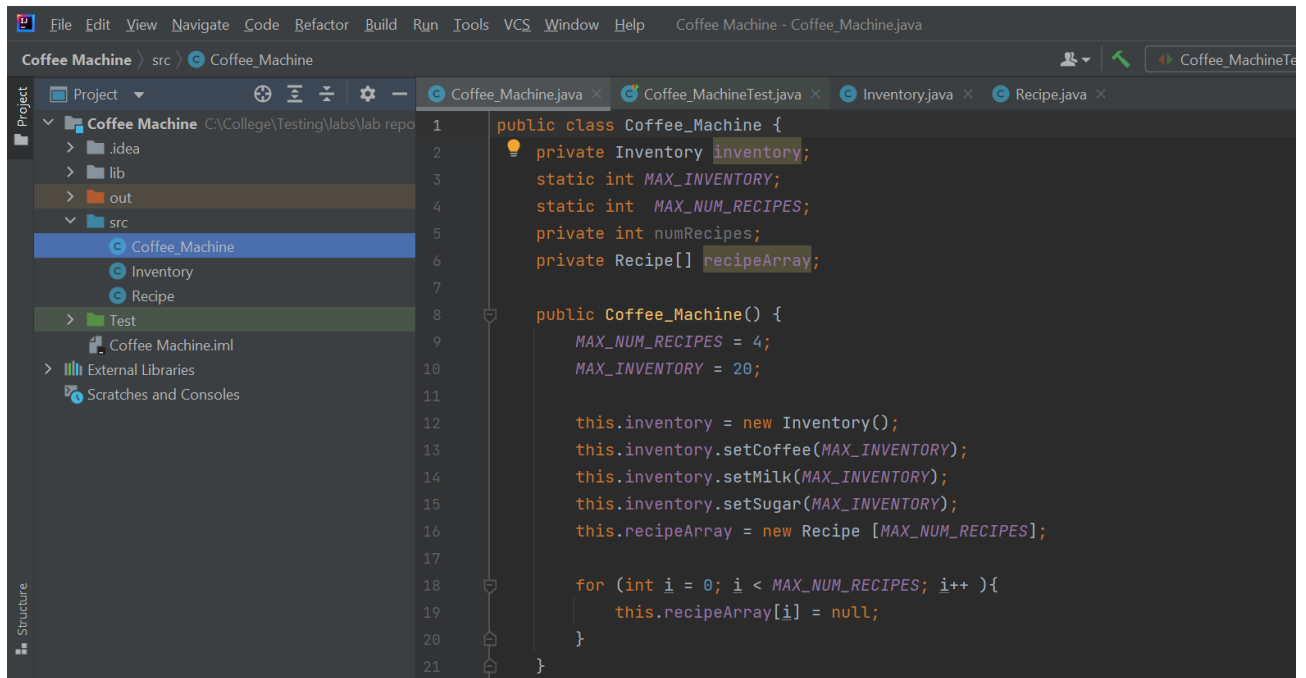 File Edit View Navigate Code Refactor Build Run Tools VCS Window Help Coffee Machine - Coffee_Machine.java
Coffee Machine src Coffee_Machine Coffee_MachineTe
Project
Project
Coffee Machine C:\College\Testing\labs\lab repo
.idea
lib
out
src
Coffee_Machine
Inventory
Recipe
Test
Coffee Machine.iml
External Libraries
Scratches and Consoles
Structure
Coffee_Machine.java Coffee_MachineTest.java Inventory.java Recipe.java
1 public class Coffee_Machine {
2 private Inventory inventory;
3 static int MAX_INVENTORY;
4 static int  MAX_NUM_RECIPES;
5 private int numRecipes;
6 private Recipe[] recipeArray;
7
8 public Coffee_Machine() {
9 MAX_NUM_RECIPES = 4;
10 MAX_INVENTORY = 20;
11
12 this.inventory = new Inventory();
13 this.inventory.setCoffee(MAX_INVENTORY);
14 this.inventory.setMilk(MAX_INVENTORY);
15 this.inventory.setSugar(MAX_INVENTORY);
16 this.recipeArray = new Recipe [MAX_NUM_RECIPES];
17
18 for (int i = 0; i < MAX_NUM_RECIPES; i++ ){
19 this.recipeArray[i] = null;
20 }
21 }